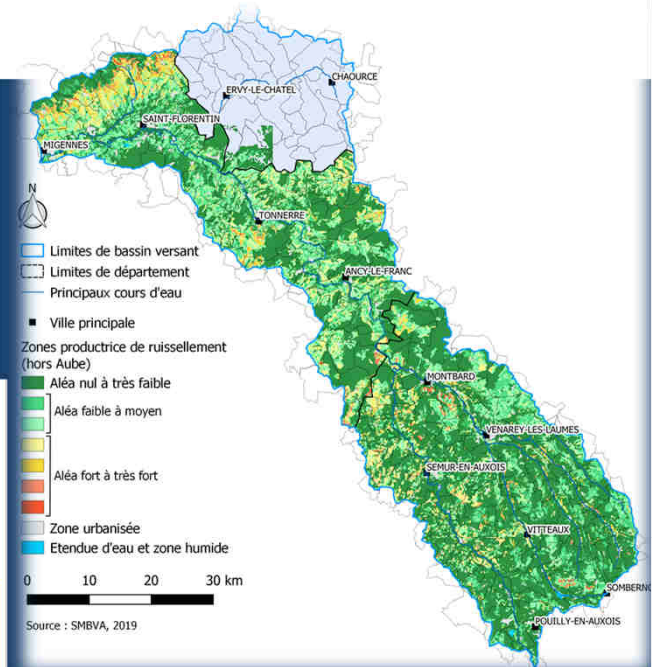 CHAOURCE
ERVY-LE-CHATEL
SAINT-FLORENTIN
MIGENNES
N
TONNERRE
ANCY-LE-FRANC
MONTBARD
VENAREY-LES-LAUMES
SEMUR-EN-AUXOIS
VITTEAUX
SOMBERNO
POUILLY-EN-AUXOIS
Limites de bassin versant
Limites de département
Principaux cours d'eau
Ville principale
Zones productrice de ruissellement
(hors Aube)
Aléa nul à très faible
Aléa faible à moyen
Aléa fort à très fort
Zone urbanisée
Etendue d'eau et zone humide
0 10 20 30 km
Source : SMBVA, 2019